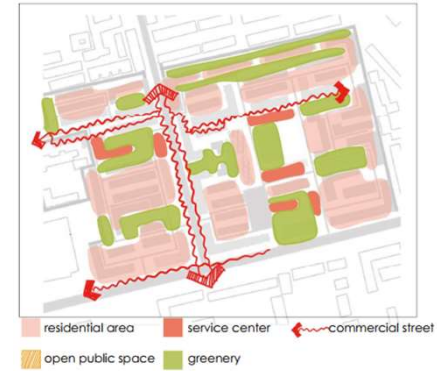 residential area
service center
commercial street
open public space
greenery